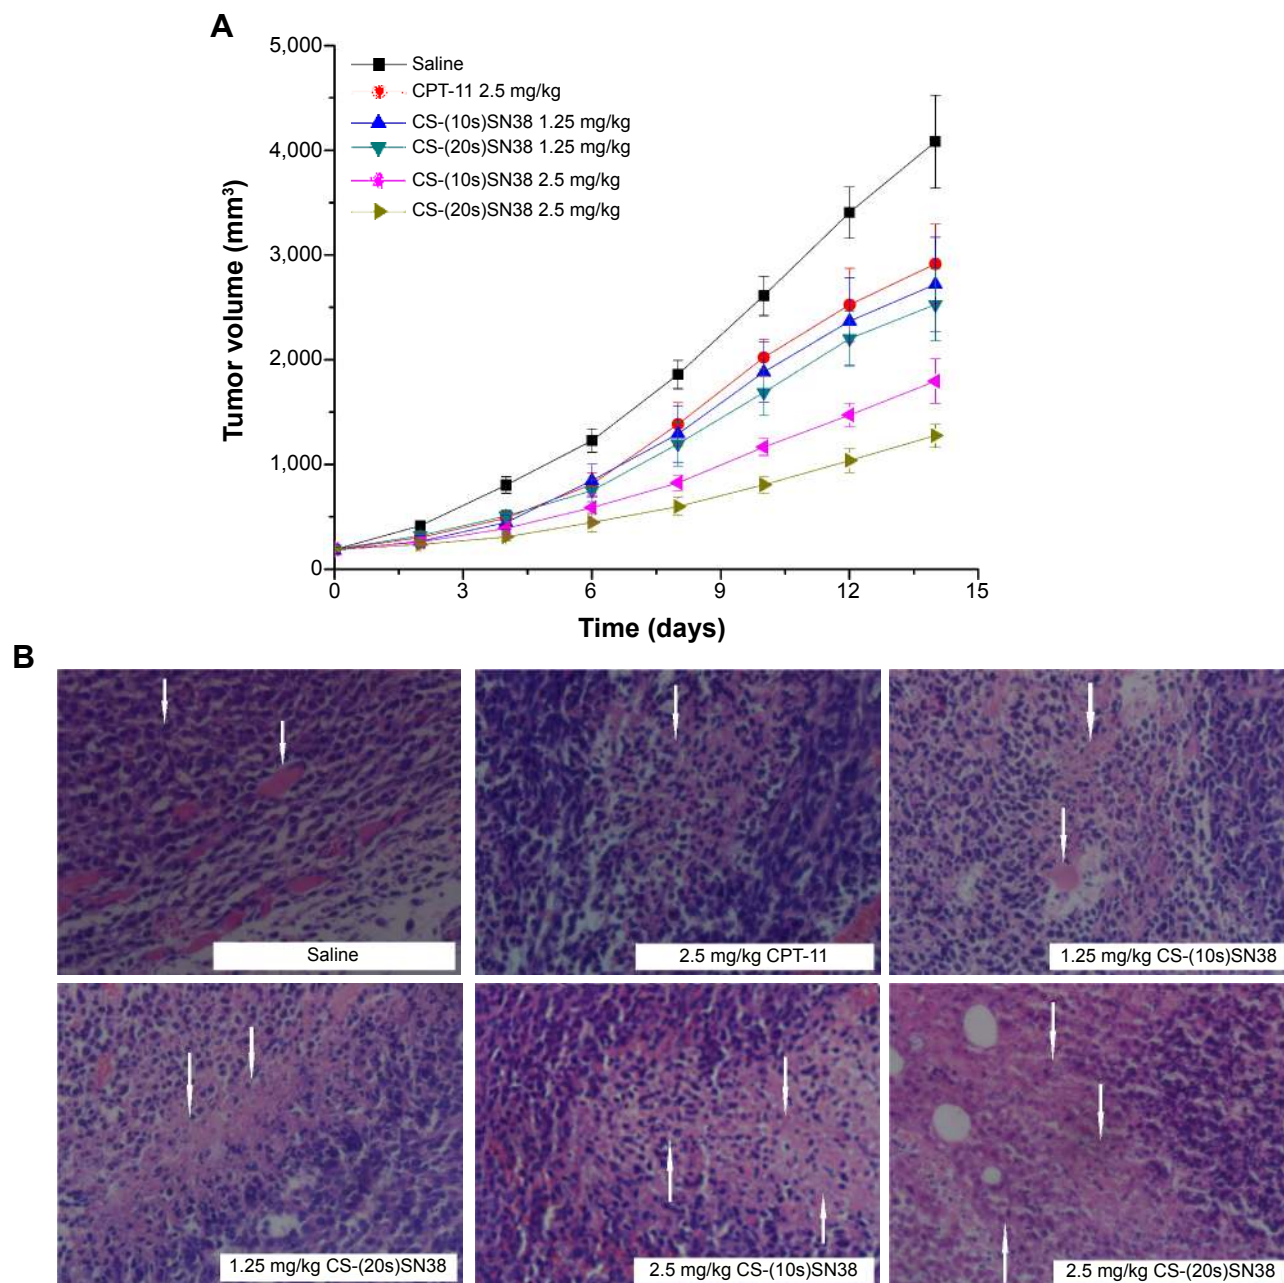 A
5,000
4,000
3,000
2,000
1,000
0
Tumor volume (mm³)
Saline
CPT-11 2.5 mg/kg
CS-(10s)SN38 1.25 mg/kg
CS-(20s)SN38 1.25 mg/kg
CS-(10s)SN38 2.5 mg/kg
CS-(20s)SN38 2.5 mg/kg
0 3 6 9 12 15
Time (days)
B
Saline
2.5 mg/kg CPT-11
1.25 mg/kg CS-(10s)SN38
1.25 mg/kg CS-(20s)SN38
2.5 mg/kg CS-(10s)SN38
2.5 mg/kg CS-(20s)SN38